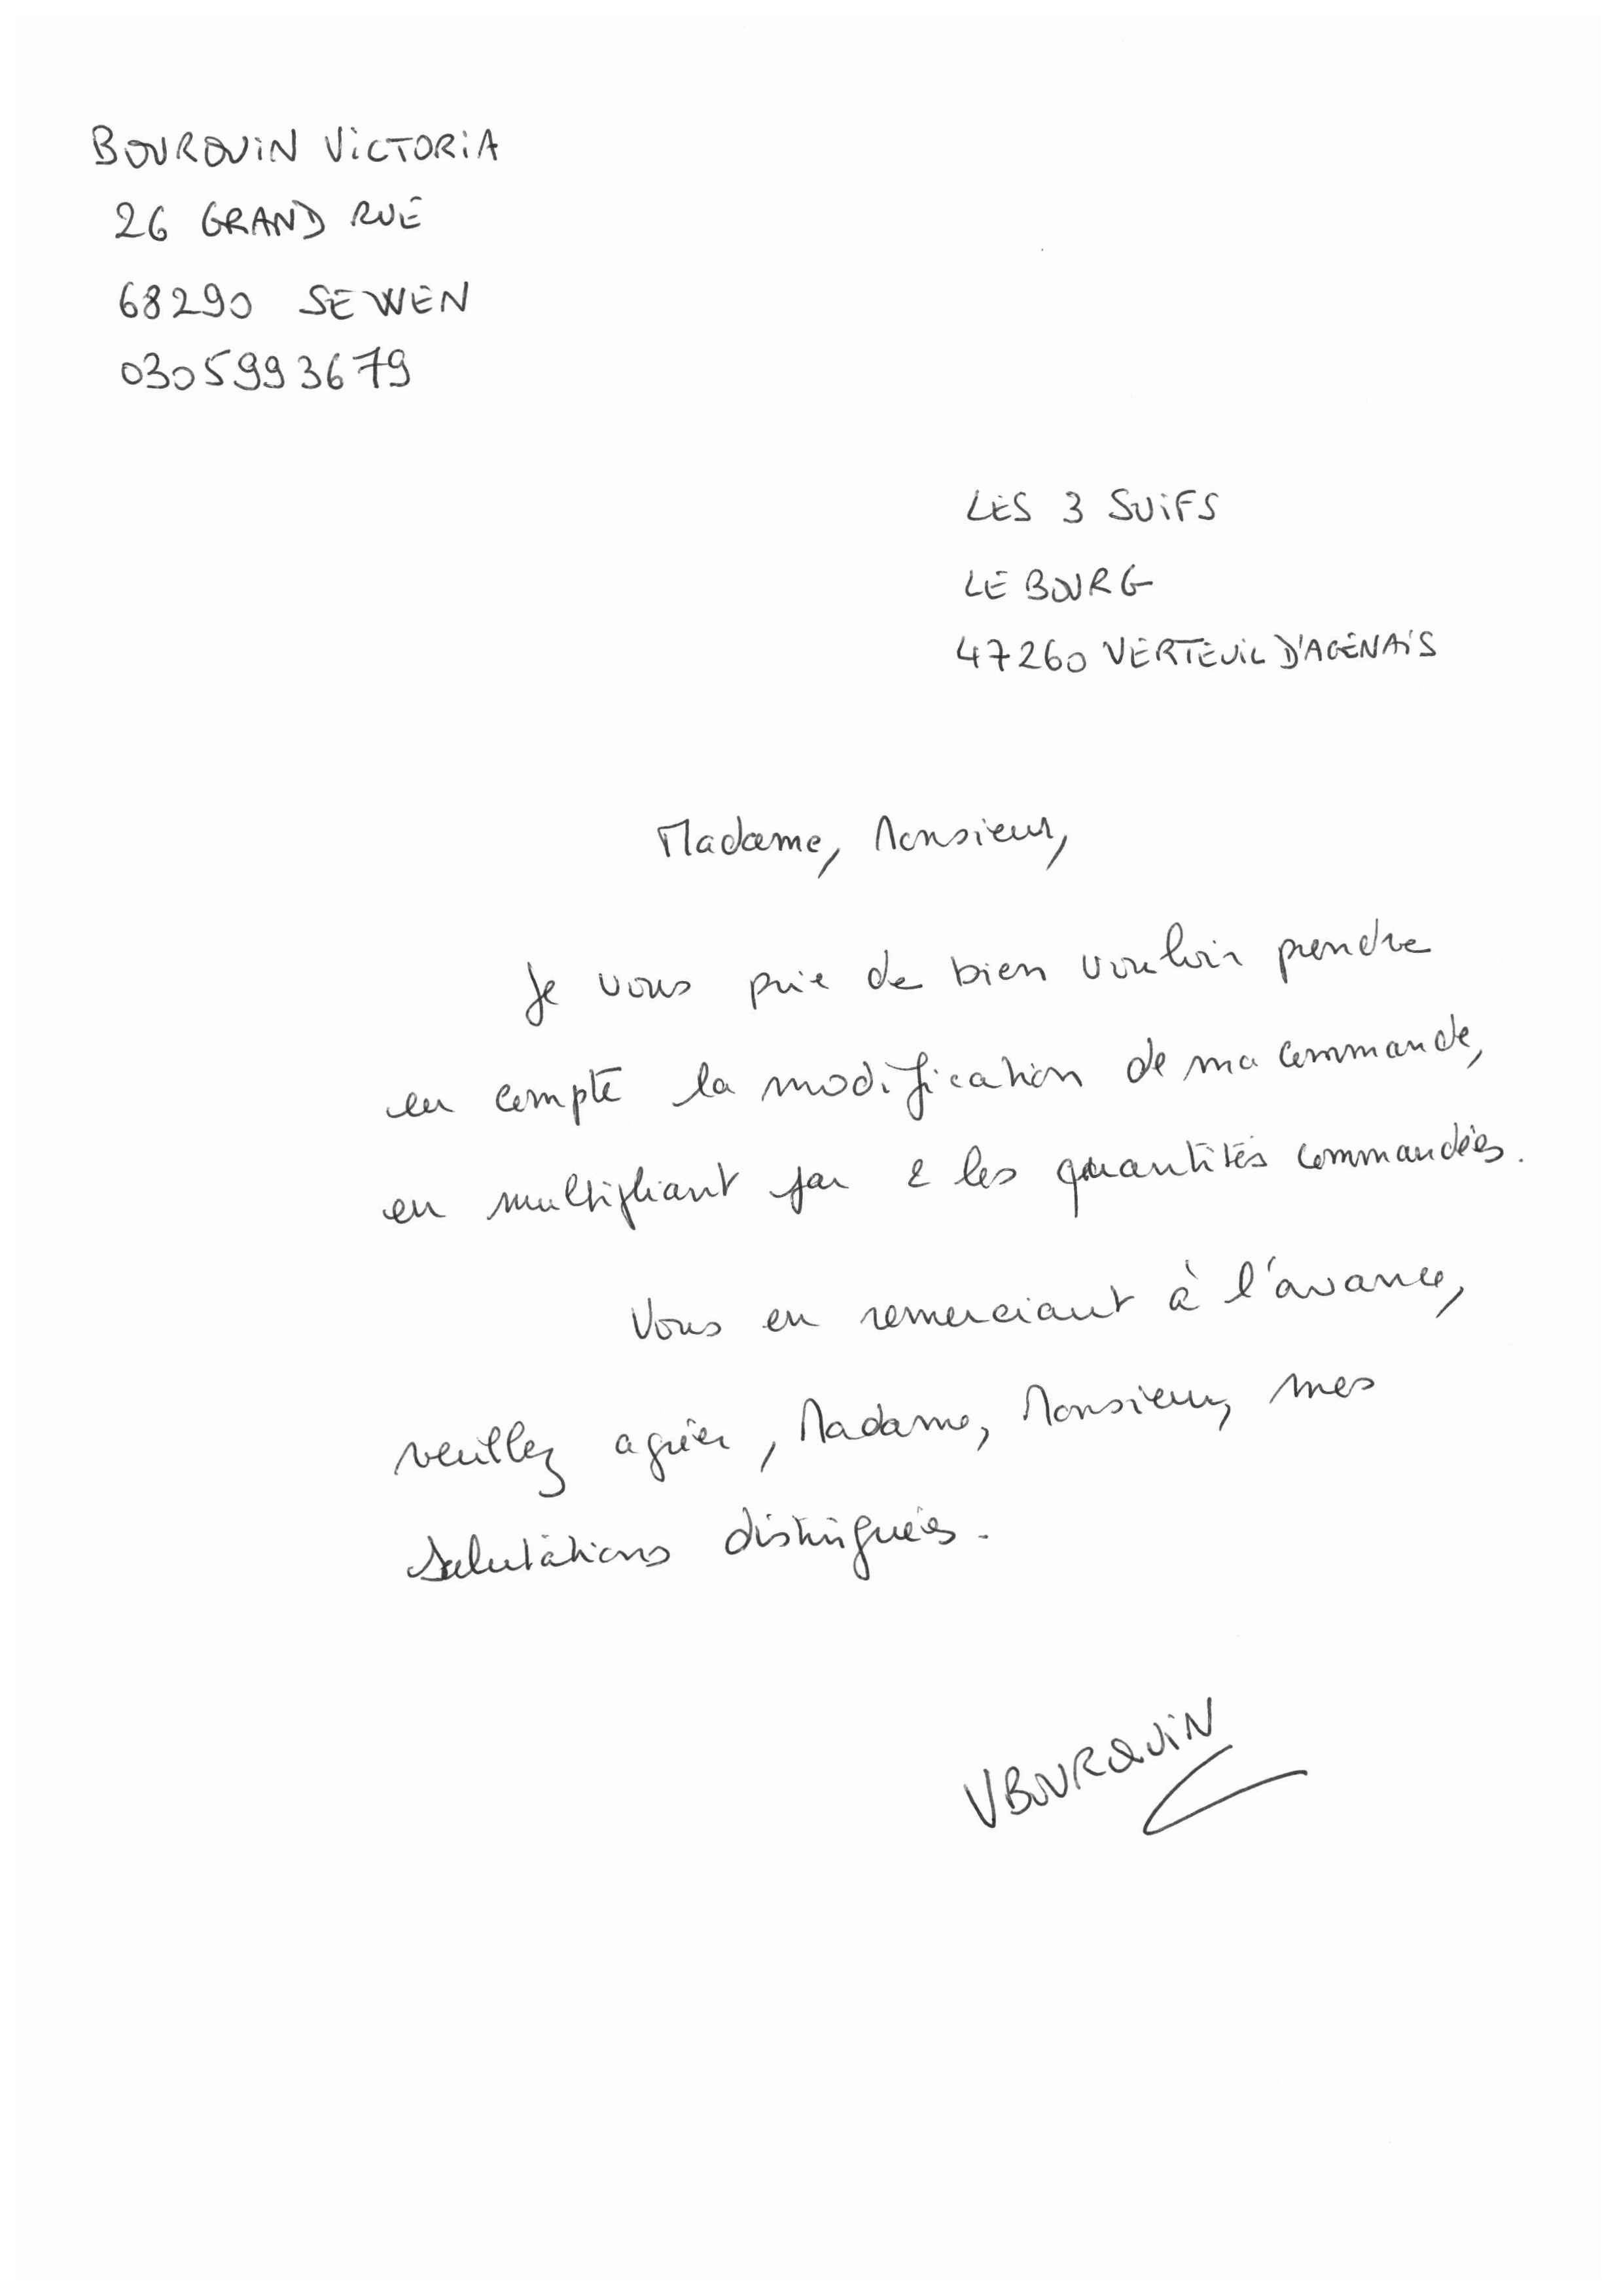 BOURQUIN VICTORIA
26 GRAND RUE
68290 SEWEN
0305993679
LES 3 SUIFS
LE BOURG
47260 VERTEUIL D'AGENAIS
Madame, Monsieur,
Je vous prie de bien vouloir prendre
en compte la modification de ma commande,
en multipliant par 2 les quantités commandées.
Vous en remerciant à l'avance,
veuillez agréer, Madame, Monsieur, mes
salutations distinguées.
VBOURQUIN